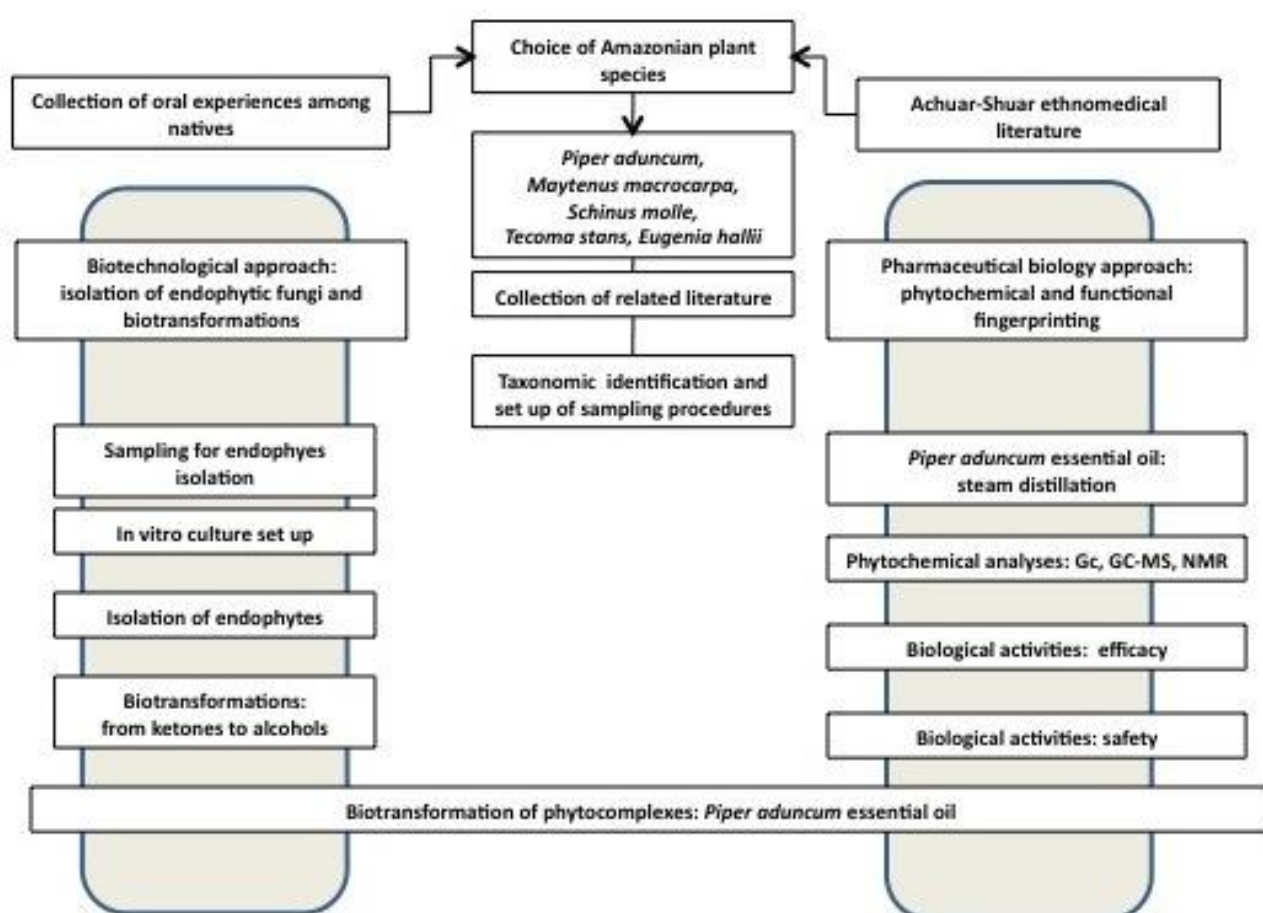 Choice of Amazonian plant
species
Collection of oral experiences among
natives
Achuar-Shuar ethnomedical
literature
Piper aduncum,
Maytenus macrocarpa,
Schinus molle,
Tecoma stans, Eugenia hallii
Collection of related literature
Taxonomic identification and
set up of sampling procedures
Biotechnological approach:
isolation of endophytic fungi and
biotransformations
Sampling for endophyes
isolation
In vitro culture set up
Isolation of endophytes
Biotransformations:
from ketones to alcohols
Pharmaceutical biology approach:
phytochemical and functional
fingerprinting
Piper aduncum essential oil:
steam distillation
Phytochemical analyses: Gc, GC-MS, NMR
Biological activities: efficacy
Biological activities: safety
Biotransformation of phytocomplexes: Piper aduncum essential oil